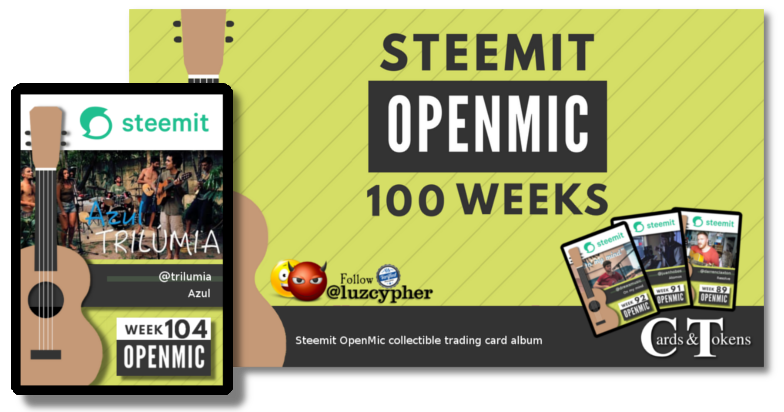 STEEMIT
OPENMIC
100 WEEKS
steemit
Azul
TRILÚMIA
@trilumia
Azul
WEEK 104
OPENMIC
Follow
@luzcypher
Steemit OpenMic collectible trading card album
steemit
WEEK 92
OPENMIC
steemit
WEEK 91
OPENMIC
steemit
WEEK 89
OPENMIC
Cards & Tokens